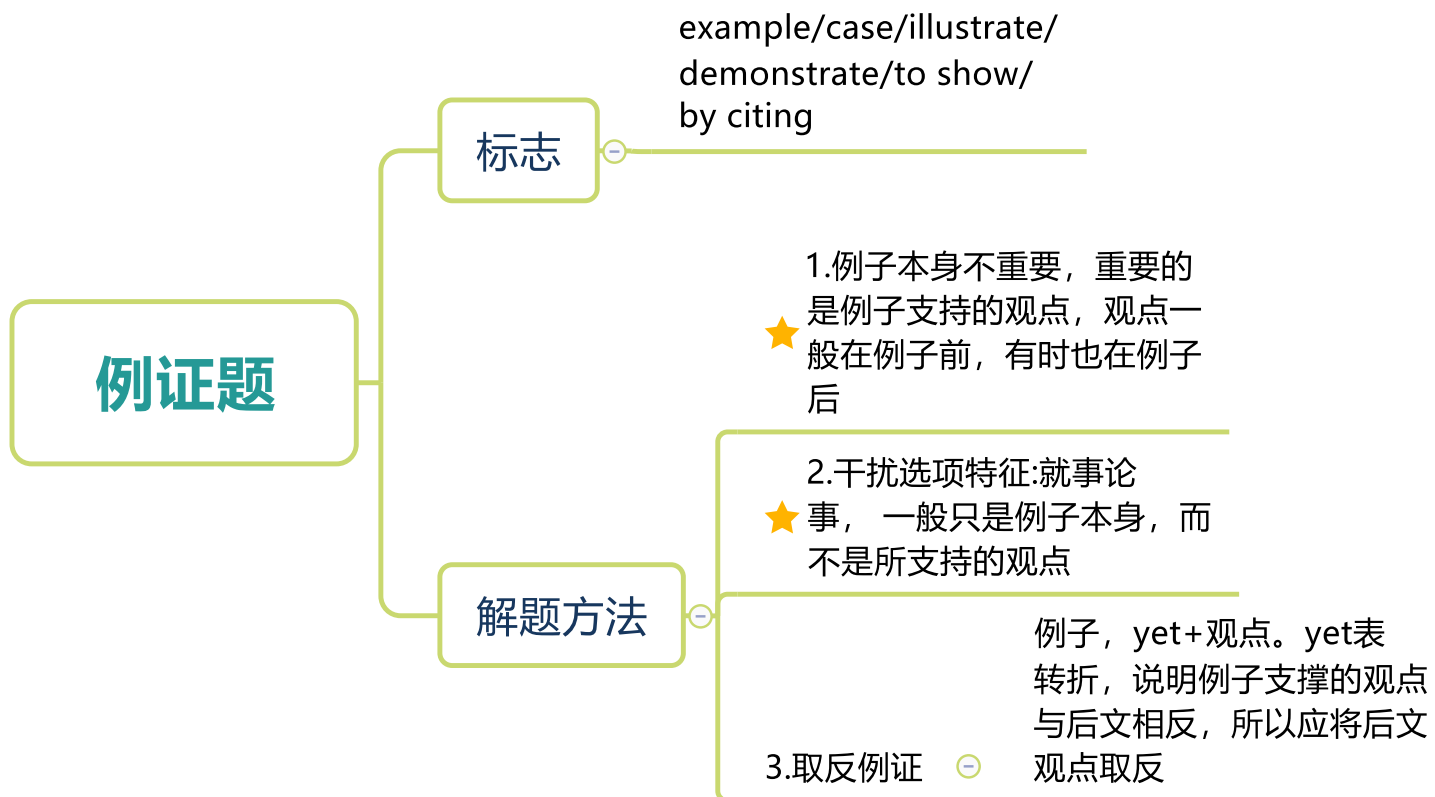 example/case/illustrate/
demonstrate/to show/
by citing
标志
1.例子本身不重要，重要的
是例子支持的观点，观点一
般在例子前，有时也在例子
后
例证题
2.干扰选项特征:就事论
事， 一般只是例子本身，而
不是所支持的观点
解题方法
例子，yet+观点。yet表
转折，说明例子支撑的观点
与后文相反，所以应将后文
观点取反
3.取反例证